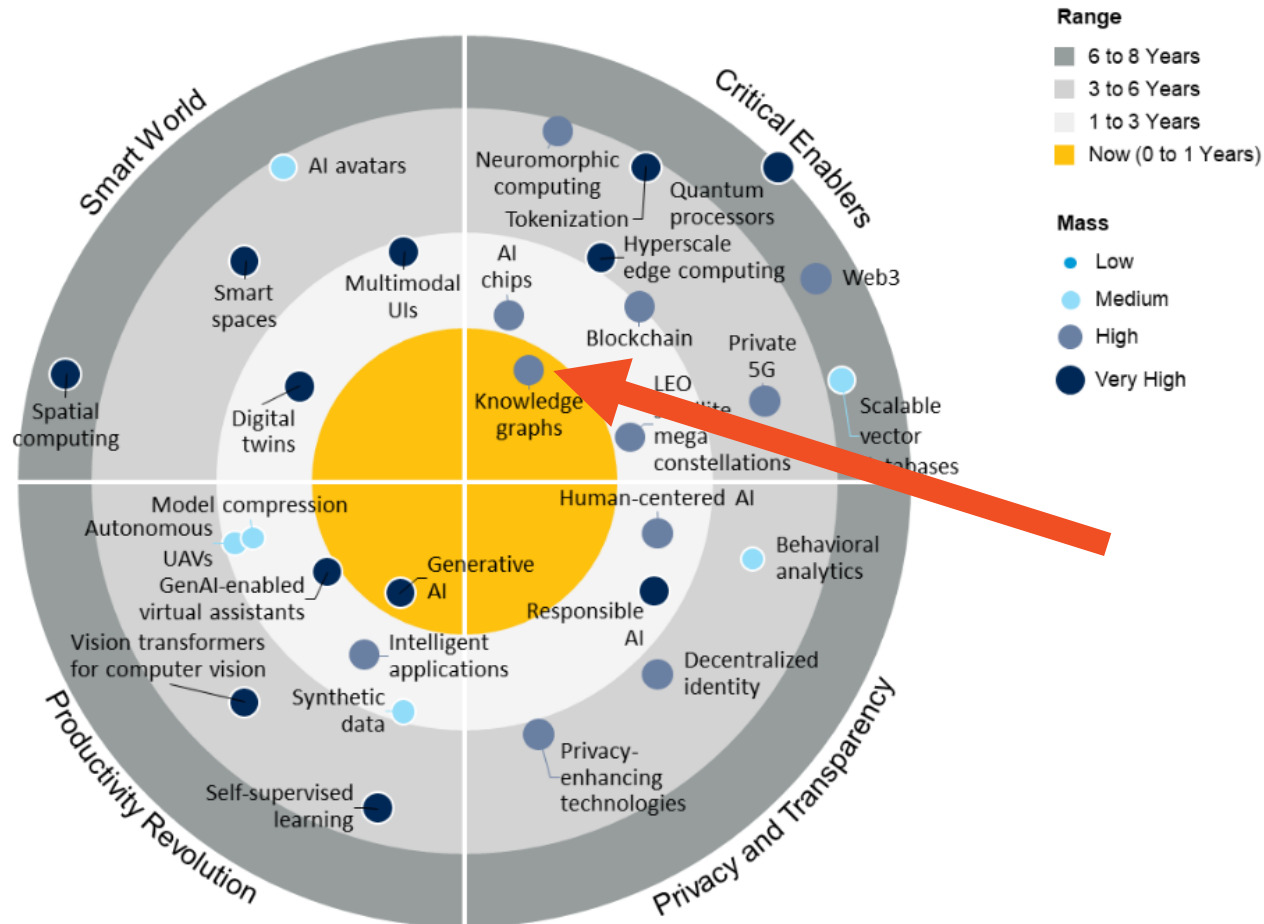 Range
6 to 8 Years
3 to 6 Years
1 to 3 Years
Now (0 to 1 Years)
Mass
Low
Medium
High
Very High
Smart World
AI avatars
Smart
spaces
Multimodal
UIs
Spatial
computing
Digital
twins
Critical Enablers
Neuromorphic
computing
Tokenization
Quantum
processors
Hyperscale
edge computing
AI
chips
Web3
Blockchain
Private
5G
Knowledge
graphs
LEO
mega
constellations
Scalable
vector
Productivity Revolution
Model compression
Autonomous
UAVs
GenAI-enabled
virtual assistants
Generative
AI
Vision transformers
for computer vision
Intelligent
applications
Synthetic
data
Self-supervised
learning
Privacy and Transparency
Human-centered AI
Behavioral
analytics
Responsible
AI
Decentralized
identity
Privacy-
enhancing
technologies